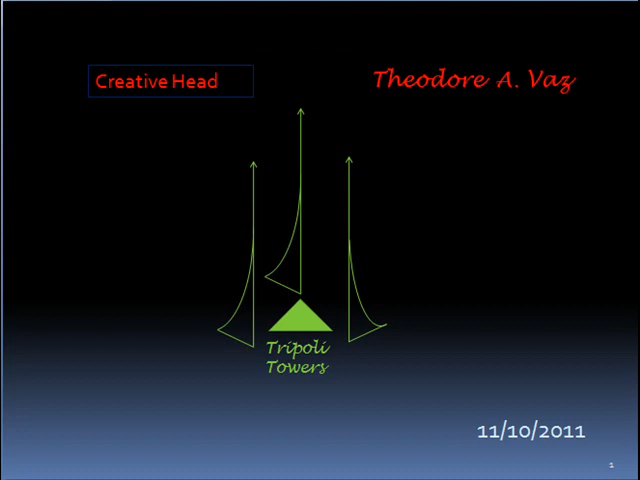 Creative Head
Theodore A. Vaz
Tripoli
Towers
11/10/2011
1